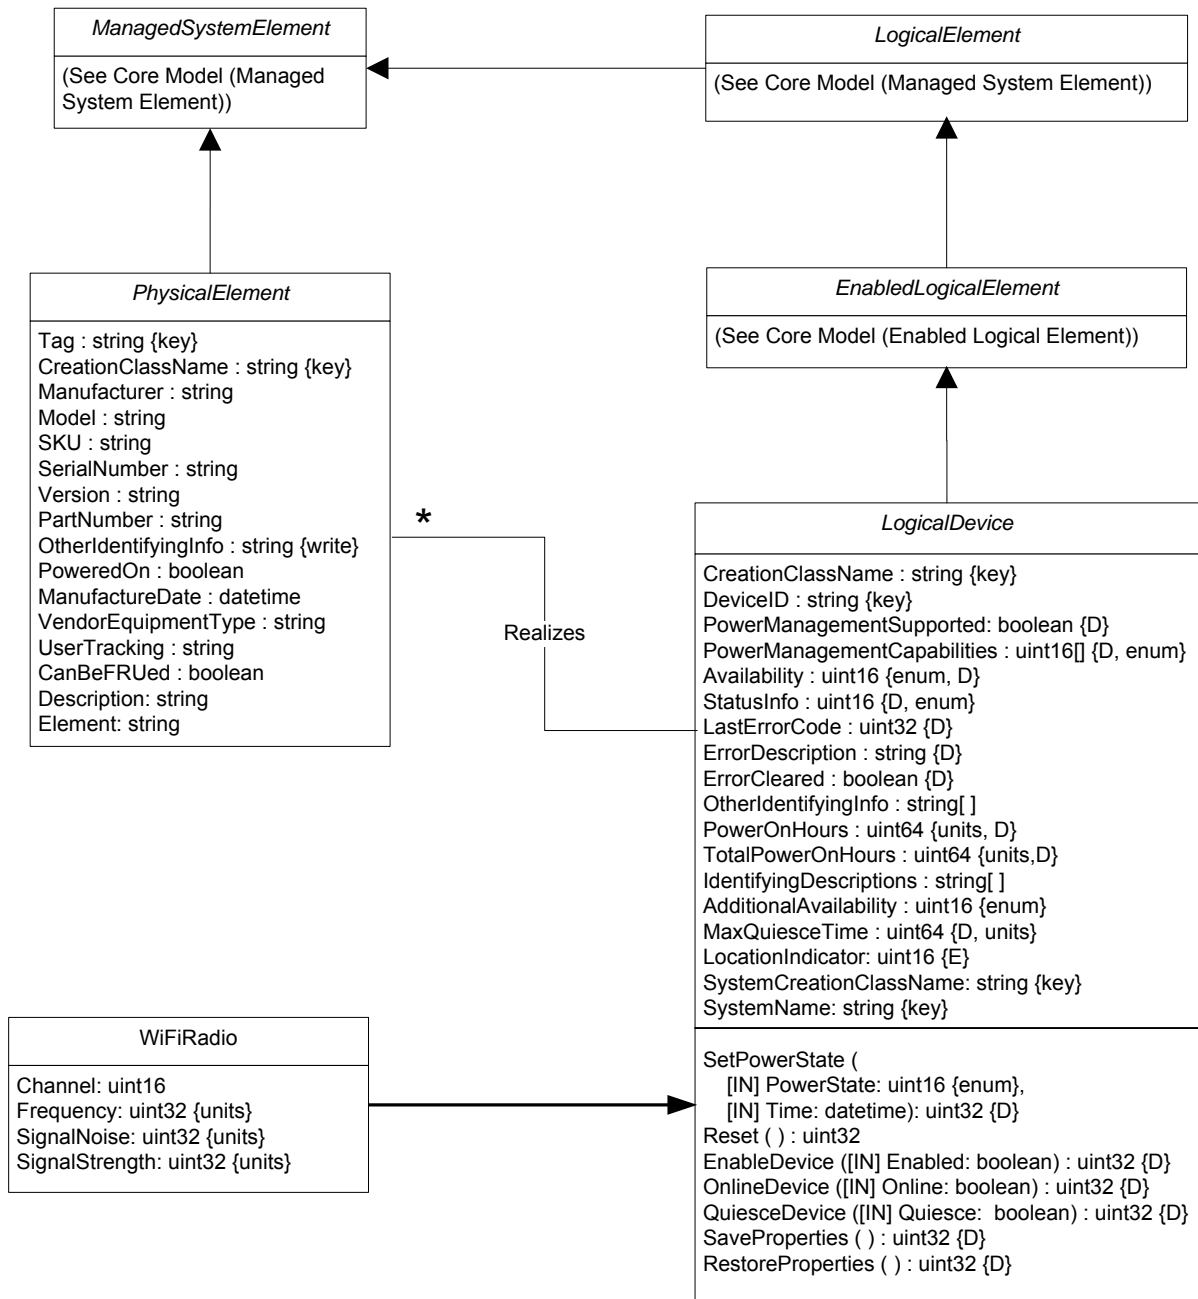 ManagedSystemElement
(See Core Model (Managed
System Element))
LogicalElement
(See Core Model (Managed System Element))
PhysicalElement
Tag : string {key}
CreationClassName : string {key}
Manufacturer : string
Model : string
SKU : string
SerialNumber : string
Version : string
PartNumber : string
OtherIdentifyingInfo : string {write}
PoweredOn : boolean
ManufactureDate : datetime
VendorEquipmentType : string
UserTracking : string
CanBeFRUed : boolean
Description: string
Element: string
EnabledLogicalElement
(See Core Model (Enabled Logical Element))
*
Realizes
LogicalDevice
CreationClassName : string {key}
DeviceID : string {key}
PowerManagementSupported: boolean {D}
PowerManagementCapabilities : uint16[] {D, enum}
Availability : uint16 {enum, D}
StatusInfo : uint16 {D, enum}
LastErrorCode : uint32 {D}
ErrorDescription : string {D}
ErrorCleared : boolean {D}
OtherIdentifyingInfo : string[ ]
PowerOnHours : uint64 {units, D}
TotalPowerOnHours : uint64 {units,D}
IdentifyingDescriptions : string[ ]
AdditionalAvailability : uint16 {enum}
MaxQuiesceTime : uint64 {D, units}
LocationIndicator: uint16 {E}
SystemCreationClassName: string {key}
SystemName: string {key}
SetPowerState (
[IN] PowerState: uint16 {enum},
[IN] Time: datetime): uint32 {D}
Reset ( ) : uint32
EnableDevice ([IN] Enabled: boolean) : uint32 {D}
OnlineDevice ([IN] Online: boolean) : uint32 {D}
QuiesceDevice ([IN] Quiesce: boolean) : uint32 {D}
SaveProperties ( ) : uint32 {D}
RestoreProperties ( ) : uint32 {D}
WiFiRadio
Channel: uint16
Frequency: uint32 {units}
SignalNoise: uint32 {units}
SignalStrength: uint32 {units}